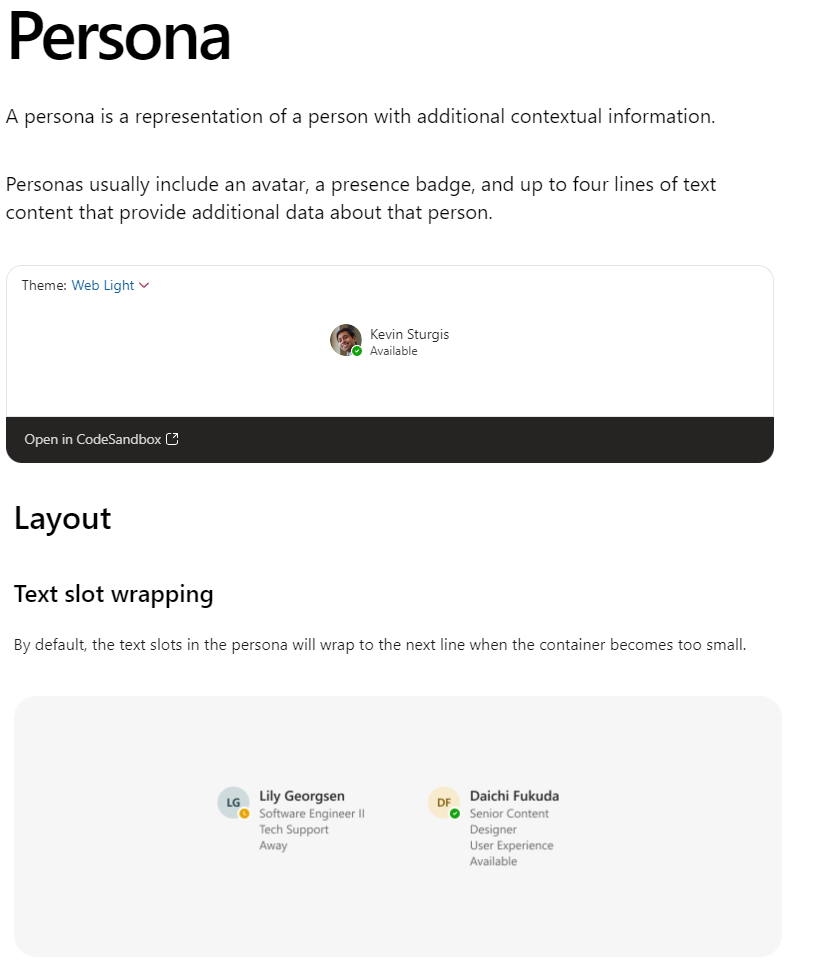 Persona
A persona is a representation of a person with additional contextual information.
Personas usually include an avatar, a presence badge, and up to four lines of text
content that provide additional data about that person.
Theme: Web Light
Kevin Sturgis
Available
Open in CodeSandbox
Layout
Text slot wrapping
By default, the text slots in the persona will wrap to the next line when the container becomes too small.
LG
Lily Georgsen
Software Engineer II
Tech Support
Away
DF
Daichi Fukuda
Senior Content
Designer
User Experience
Available